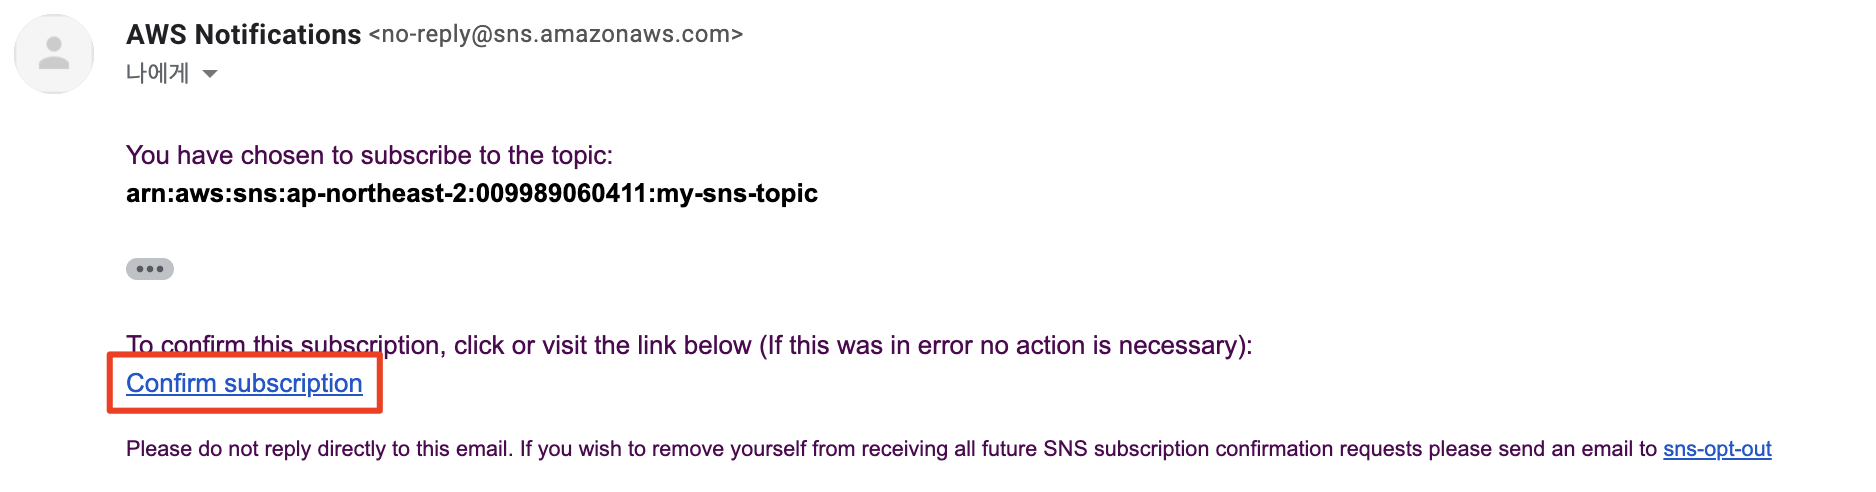 AWS Notifications <no-reply@sns.amazonaws.com>
나에게
You have chosen to subscribe to the topic:
arn:aws:sns:ap-northeast-2:009989060411:my-sns-topic
To confirm this subscription, click or visit the link below (If this was in error no action is necessary):
Confirm subscription
Please do not reply directly to this email. If you wish to remove yourself from receiving all future SNS subscription confirmation requests please send an email to sns-opt-out